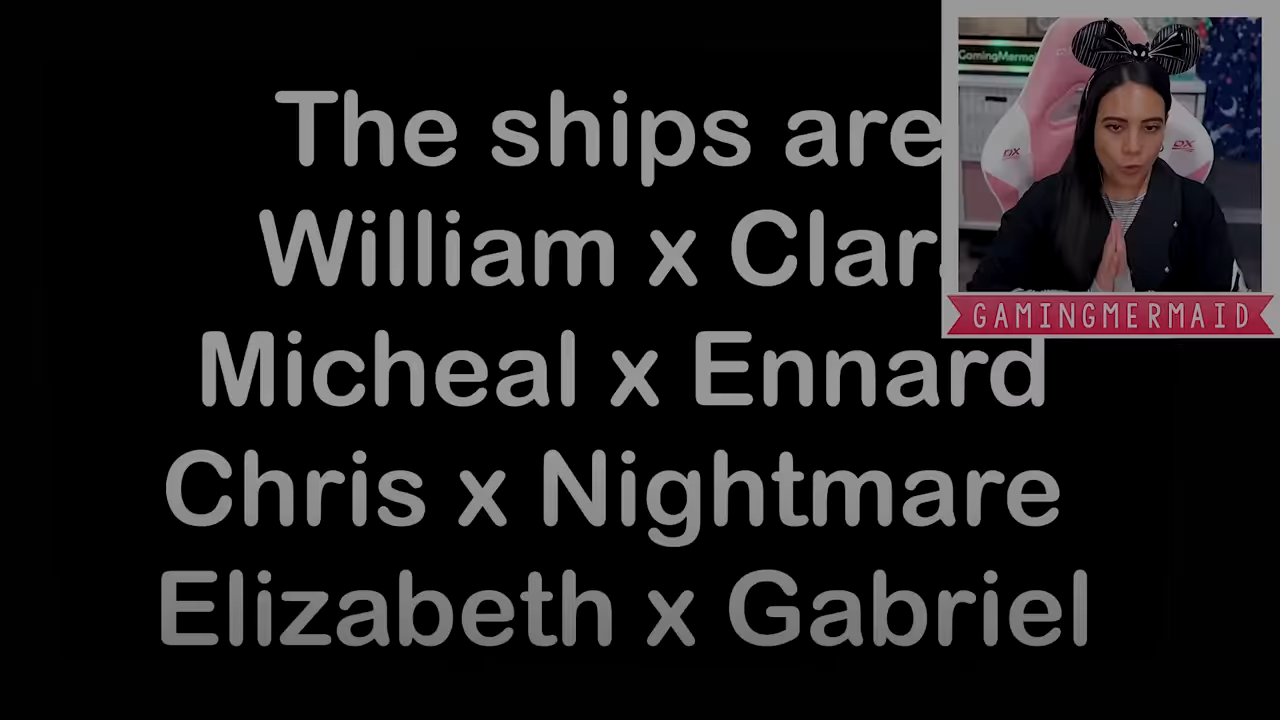 The ships are
William x
Micheal x Ennard
Chris x Nightmare
Elizabeth x Gabriel
GAMINGMERMAID